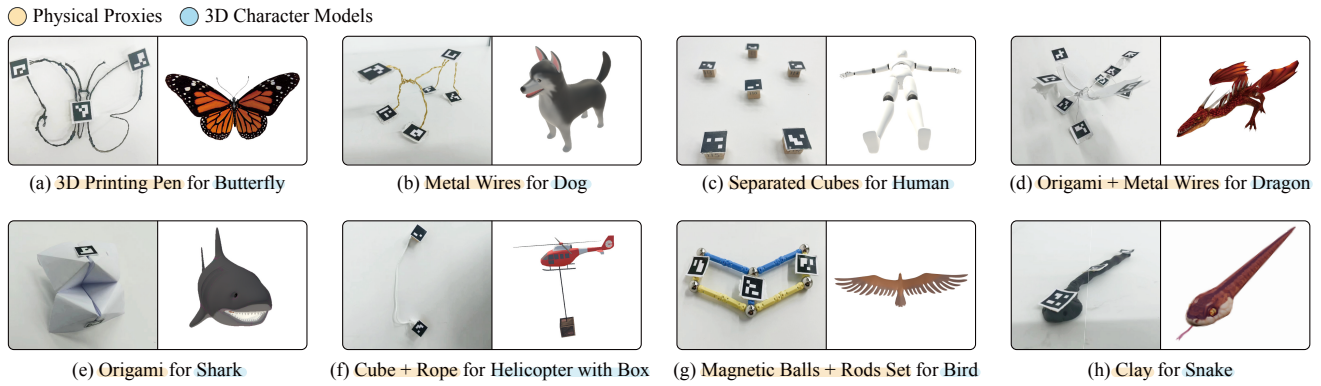 Physical Proxies 3D Character Models
(a) 3D Printing Pen for Butterfly
(b) Metal Wires for Dog
(c) Separated Cubes for Human
(d) Origami + Metal Wires for Dragon
(e) Origami for Shark
(f) Cube + Rope for Helicopter with Box
(g) Magnetic Balls + Rods Set for Bird
(h) Clay for Snake